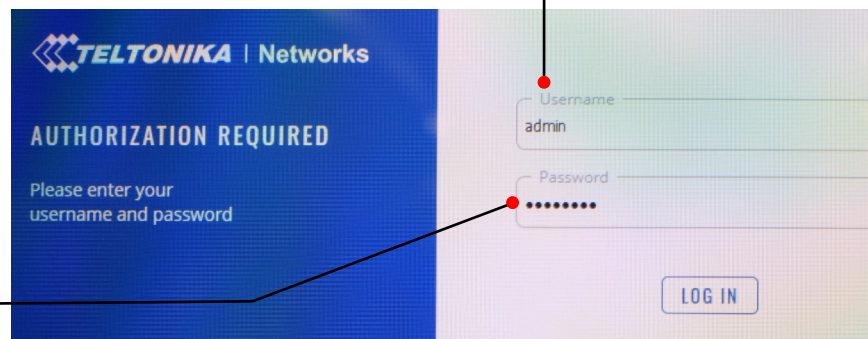 TELTONIKA | Networks
AUTHORIZATION REQUIRED
Please enter your
username and password
Username
admin
Password
••••••••
LOG IN